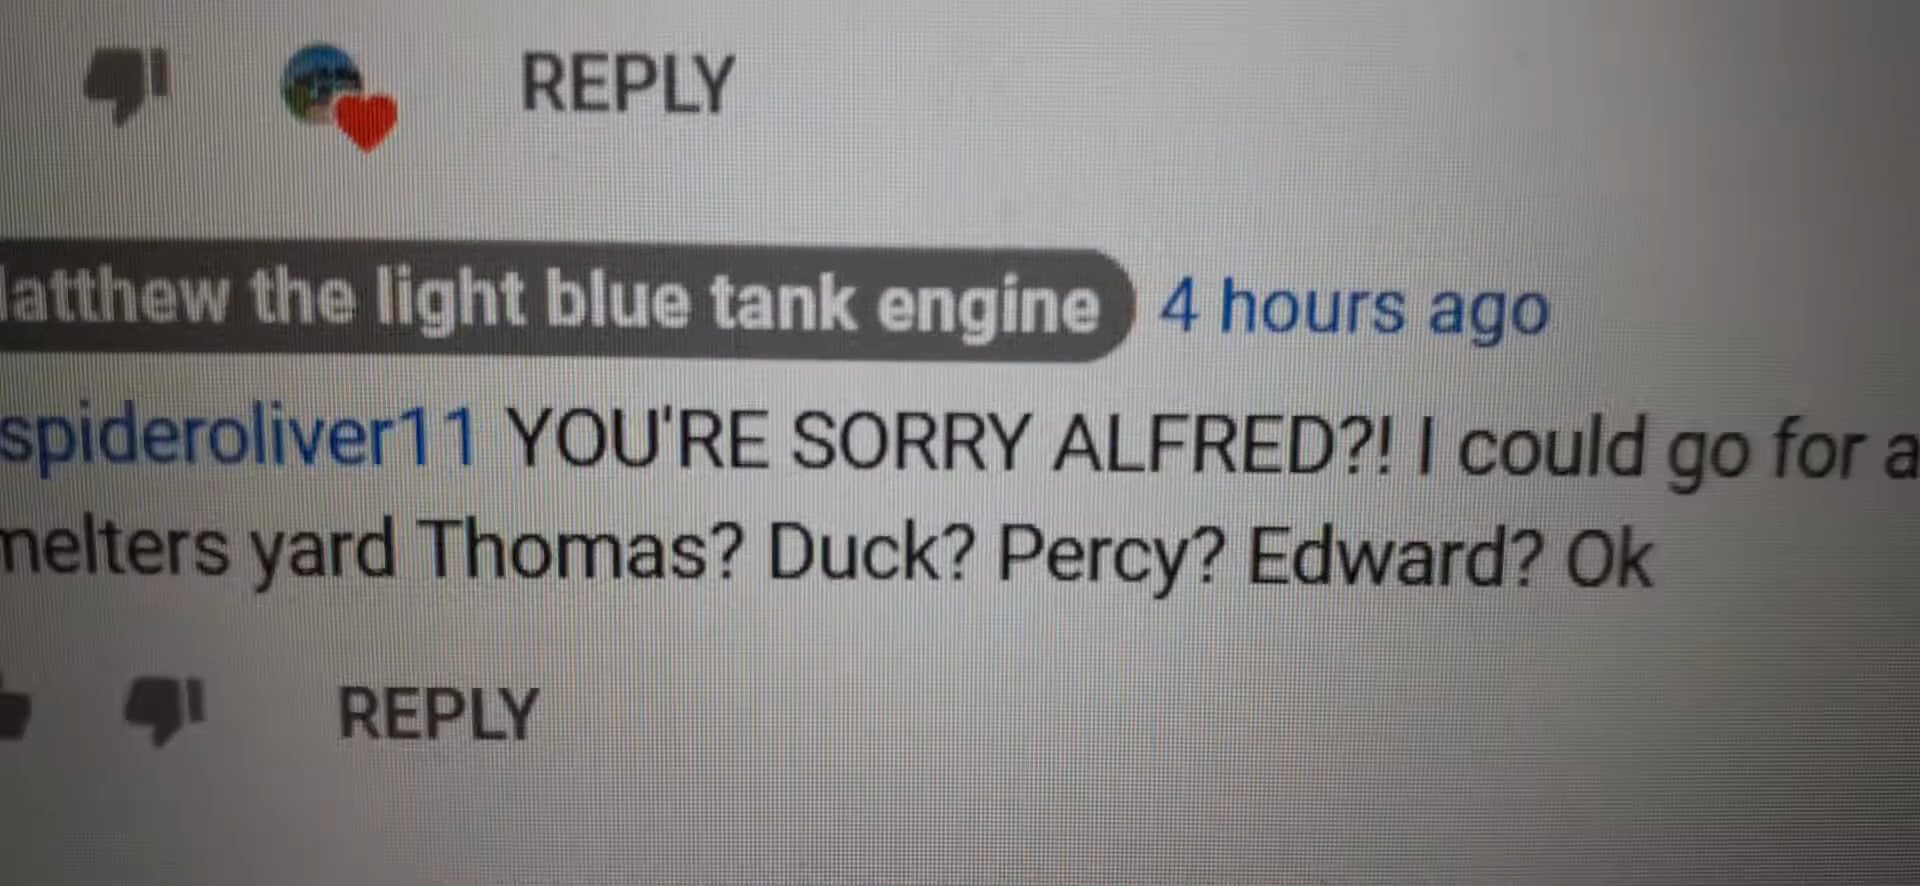 REPLY
atthew the light blue tank engine 4 hours ago
spideroliver11 YOU'RE SORRY ALFRED?! I could go for a
melters yard Thomas? Duck? Percy? Edward? Ok
REPLY